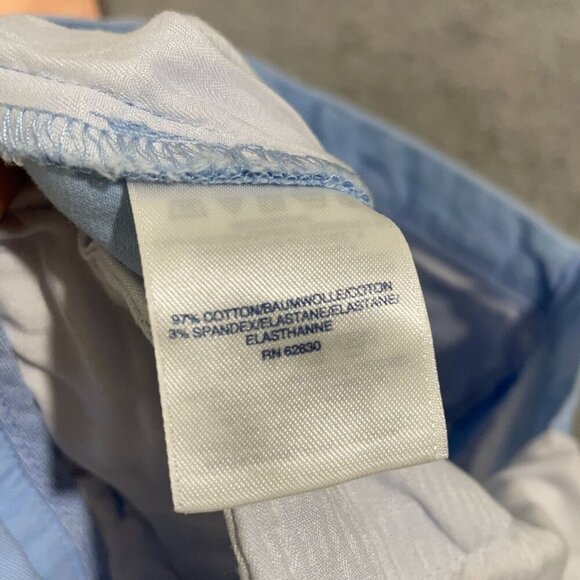 97% COTTON/BAUMWOLLE/COTON
3% SPANDEX/ELASTANE/ELASTANE/
ELASTHANNE
RN 62830